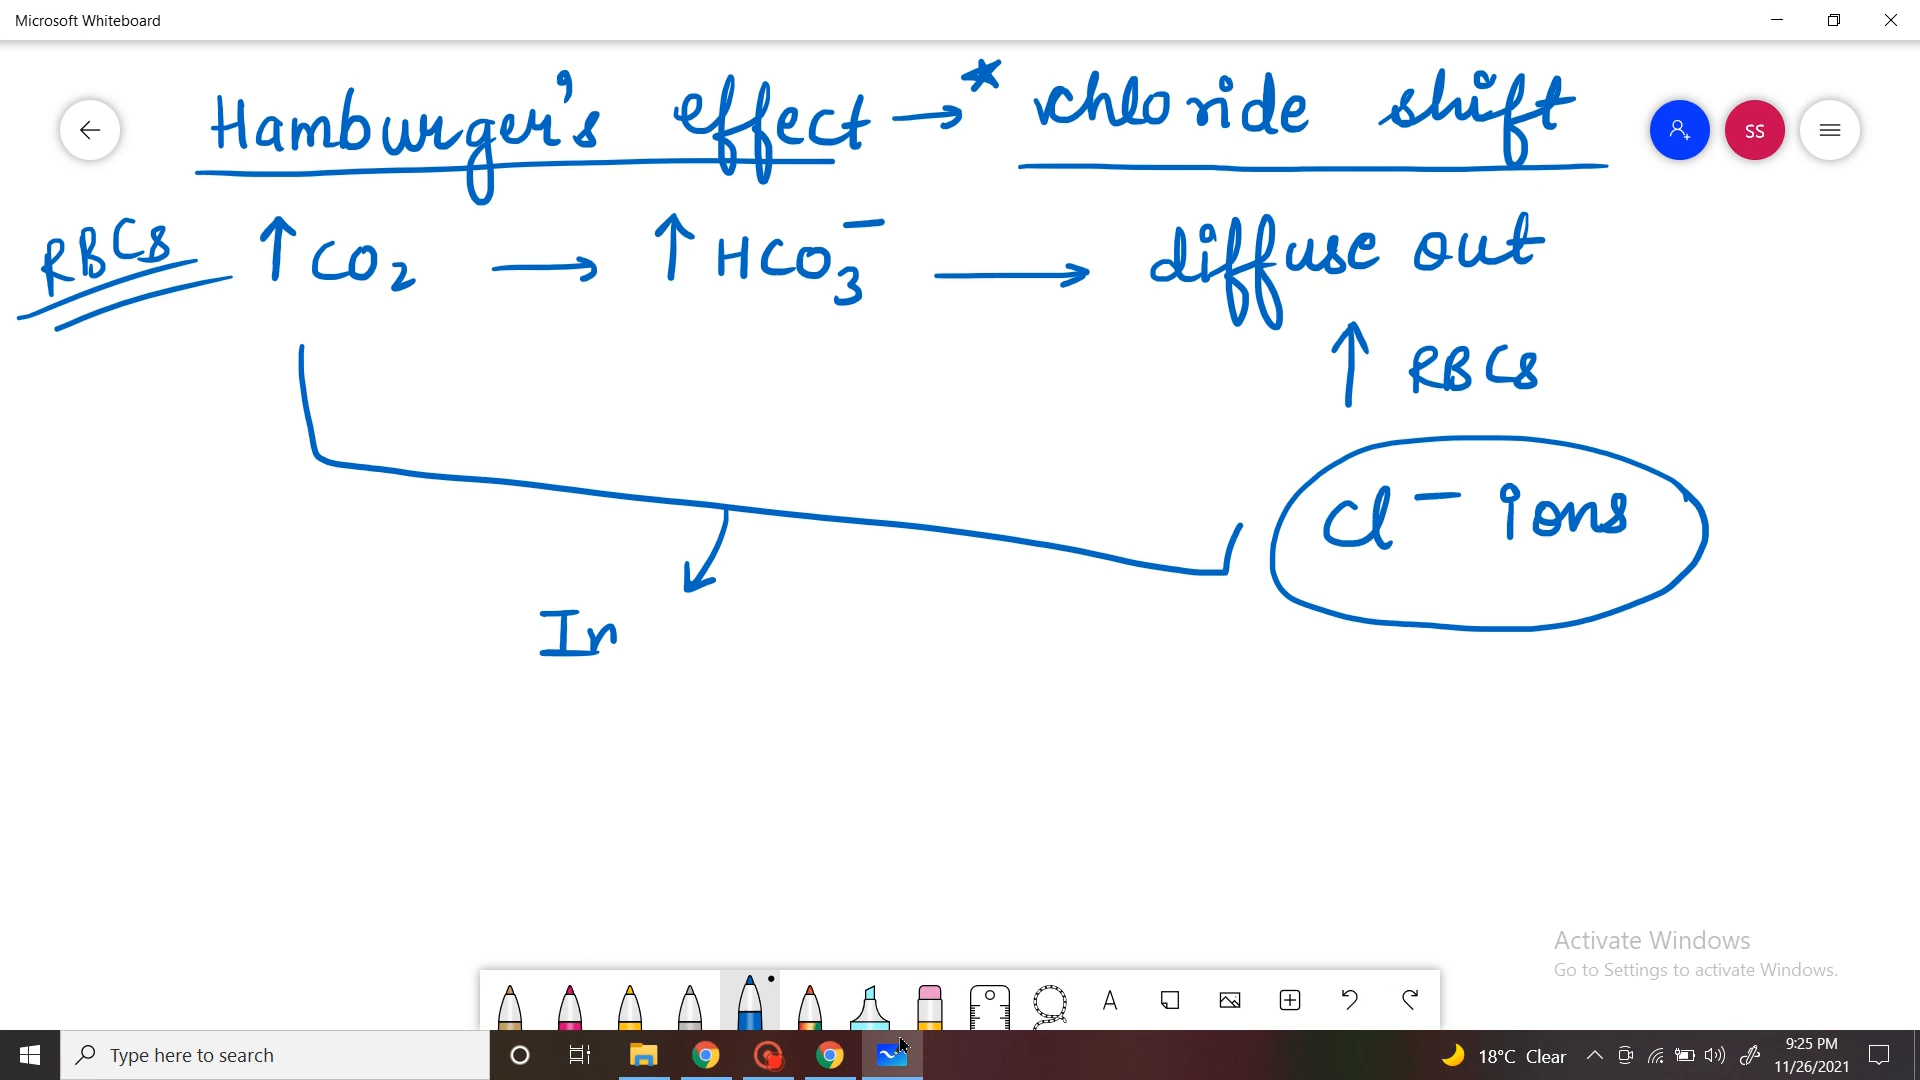 Microsoft Whiteboard
Hamburger's effect → * chloride shift
SS
RBCs ↑ CO₂ → ↑ HCO₃⁻ → diffuse out
↑ RBCs
Cl⁻ ions
In
Activate Windows
Go to Settings to activate Windows.
Type here to search
18°C Clear
9:25 PM
11/26/2021